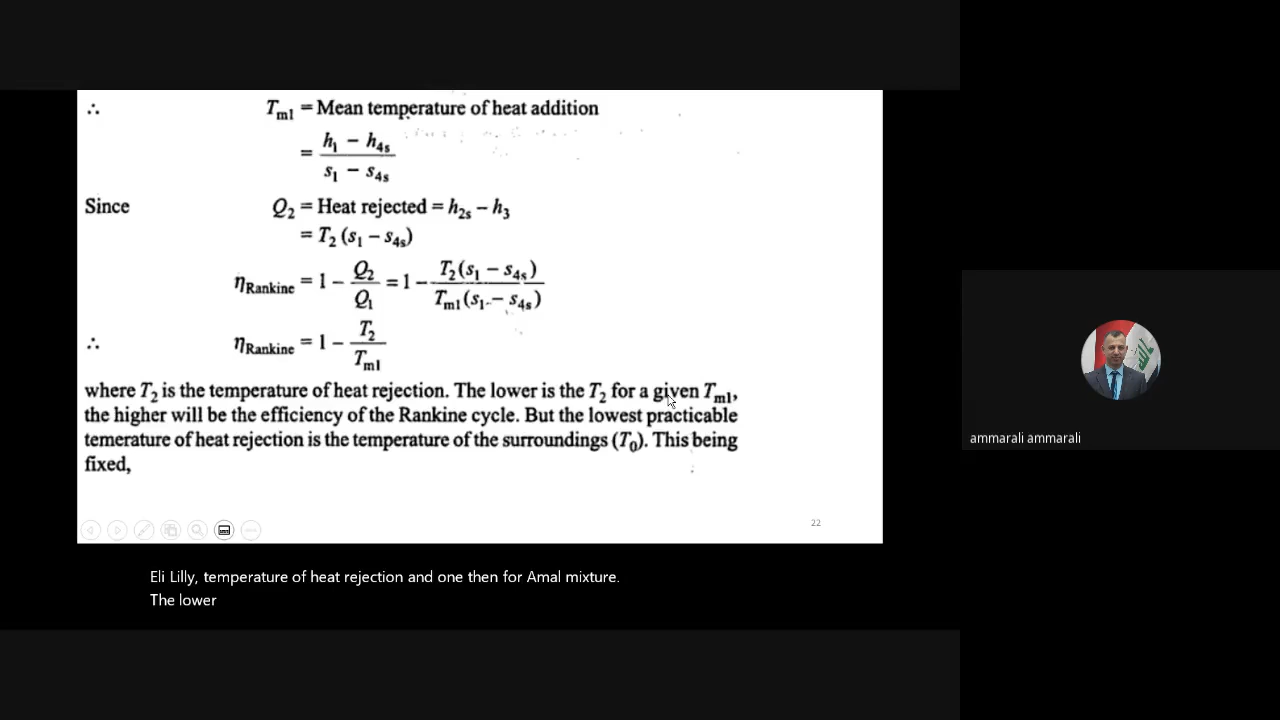 ∴ T_m1 = Mean temperature of heat addition
= (h_1 − h_4s) / (s_1 − s_4s)
Since Q_2 = Heat rejected = h_2s − h_3
= T_2 (s_1 − s_4s)
η_Rankine = 1 − Q_2/Q_1 = 1 − T_2(s_1 − s_4s) / T_m1(s_1 − s_4s)
∴ η_Rankine = 1 − T_2/T_m1
where T_2 is the temperature of heat rejection. The lower is the T_2 for a given T_m1,
the higher will be the efficiency of the Rankine cycle. But the lowest practicable
temerature of heat rejection is the temperature of the surroundings (T_0). This being
fixed,
22
Eli Lilly, temperature of heat rejection and one then for Amal mixture.
The lower
ammarali ammarali